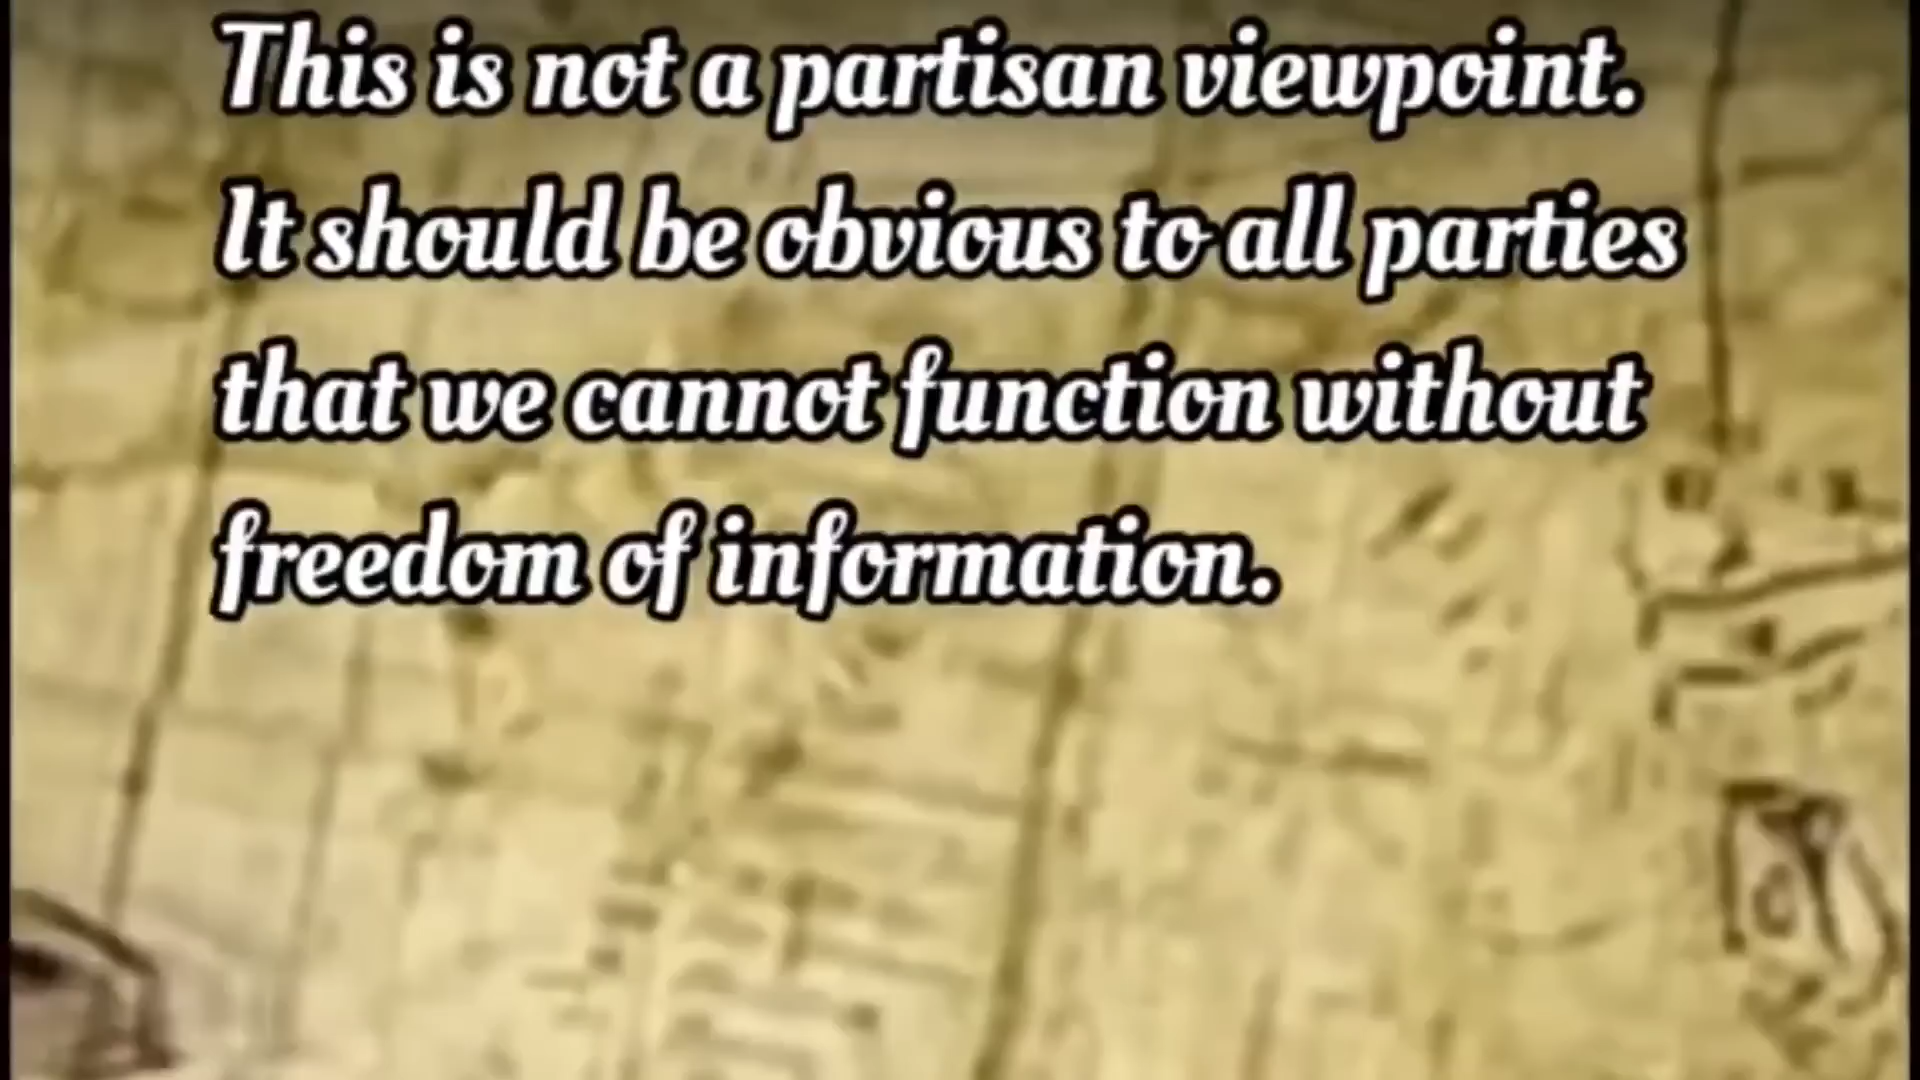 This is not a partisan viewpoint.
It should be obvious to all parties
that we cannot function without
freedom of information.